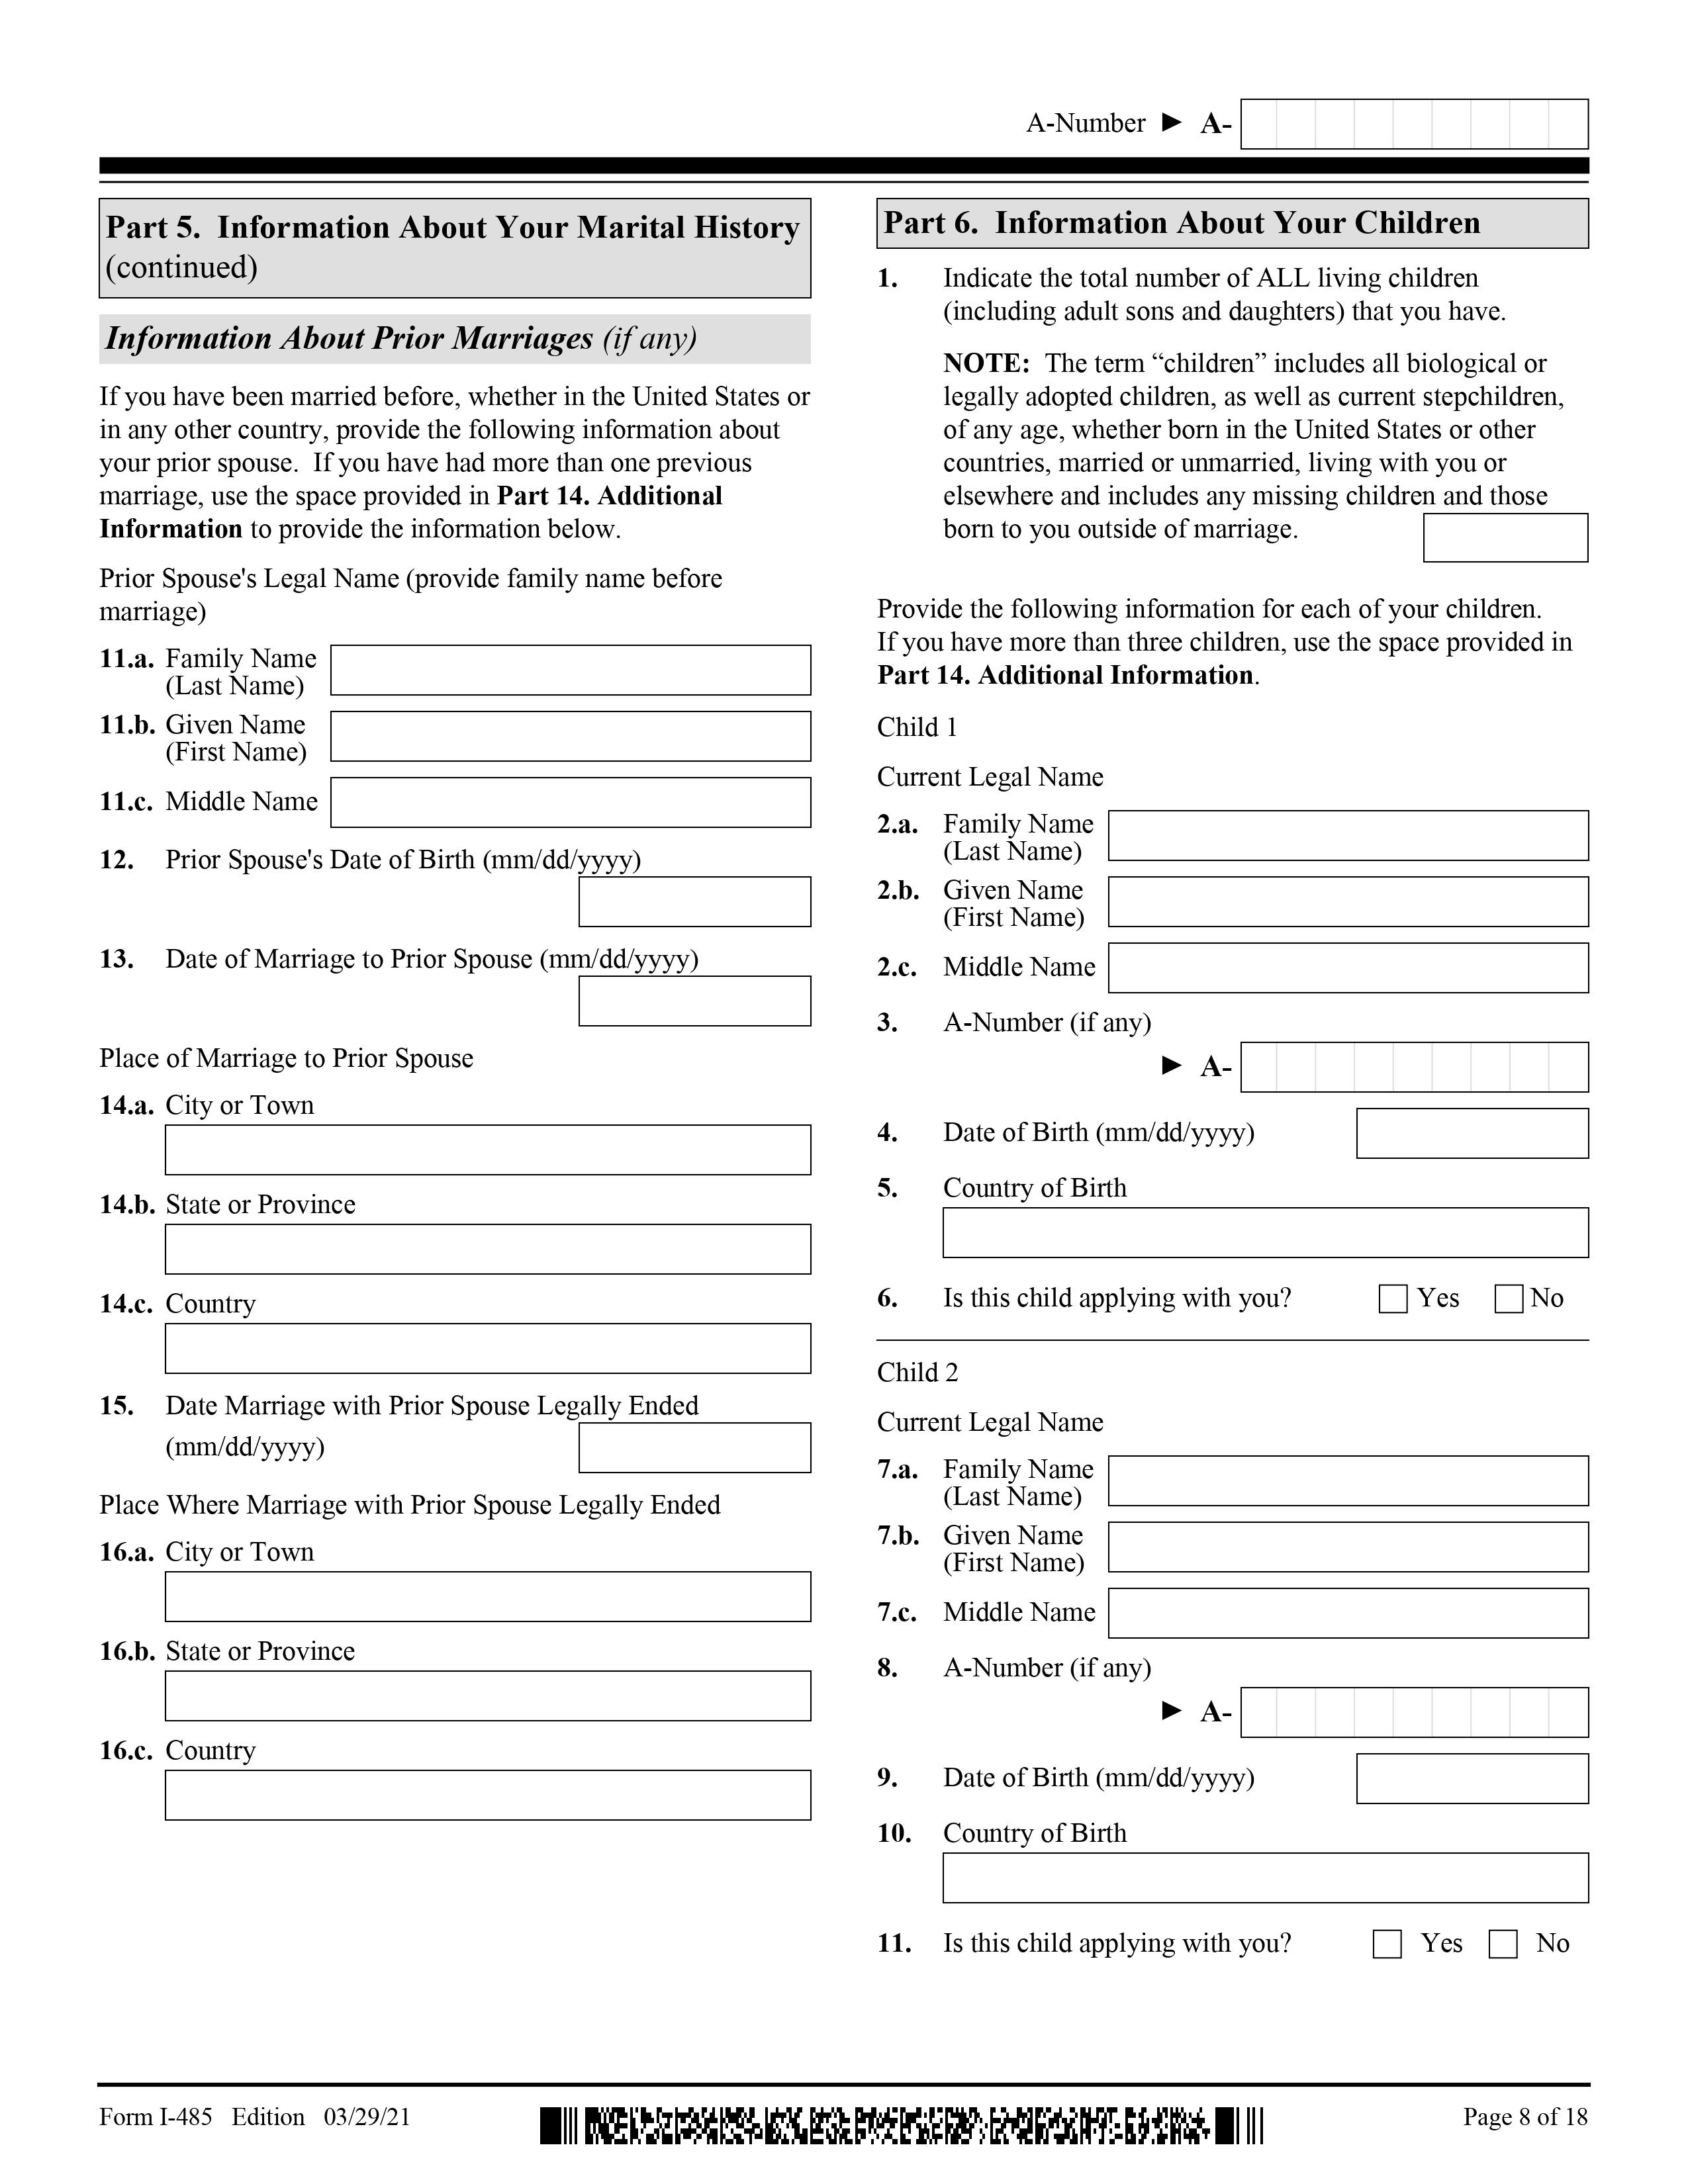 A-Number ► A-
Part 5. Information About Your Marital History
(continued)
Information About Prior Marriages (if any)
If you have been married before, whether in the United States or
in any other country, provide the following information about
your prior spouse. If you have had more than one previous
marriage, use the space provided in Part 14. Additional
Information to provide the information below.
Prior Spouse's Legal Name (provide family name before
marriage)
11.a. Family Name
(Last Name)
11.b. Given Name
(First Name)
11.c. Middle Name
12. Prior Spouse's Date of Birth (mm/dd/yyyy)
13. Date of Marriage to Prior Spouse (mm/dd/yyyy)
Place of Marriage to Prior Spouse
14.a. City or Town
14.b. State or Province
14.c. Country
15. Date Marriage with Prior Spouse Legally Ended
(mm/dd/yyyy)
Place Where Marriage with Prior Spouse Legally Ended
16.a. City or Town
16.b. State or Province
16.c. Country
Part 6. Information About Your Children
1. Indicate the total number of ALL living children
(including adult sons and daughters) that you have.
NOTE: The term “children” includes all biological or
legally adopted children, as well as current stepchildren,
of any age, whether born in the United States or other
countries, married or unmarried, living with you or
elsewhere and includes any missing children and those
born to you outside of marriage.
Provide the following information for each of your children.
If you have more than three children, use the space provided in
Part 14. Additional Information.
Child 1
Current Legal Name
2.a. Family Name
(Last Name)
2.b. Given Name
(First Name)
2.c. Middle Name
3. A-Number (if any)
► A-
4. Date of Birth (mm/dd/yyyy)
5. Country of Birth
6. Is this child applying with you? Yes No
Child 2
Current Legal Name
7.a. Family Name
(Last Name)
7.b. Given Name
(First Name)
7.c. Middle Name
8. A-Number (if any)
► A-
9. Date of Birth (mm/dd/yyyy)
10. Country of Birth
11. Is this child applying with you? Yes No
Form I-485 Edition 03/29/21
Page 8 of 18